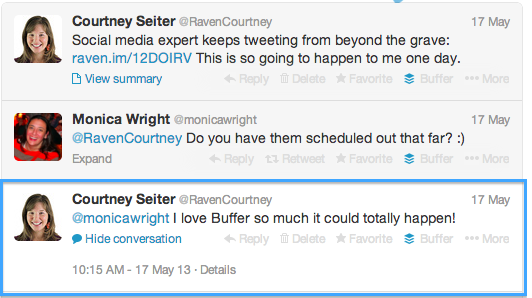 Courtney Seiter @RavenCourtney 17 May
Social media expert keeps tweeting from beyond the grave:
raven.im/12DOIRV This is so going to happen to me one day.
View summary Reply Delete Favorite Buffer More
Monica Wright @monicawright 17 May
@RavenCourtney Do you have them scheduled out that far? :)
Expand Reply Retweet Favorite Buffer More
Courtney Seiter @RavenCourtney 17 May
@monicawright I love Buffer so much it could totally happen!
Hide conversation Reply Delete Favorite Buffer More
10:15 AM - 17 May 13 · Details